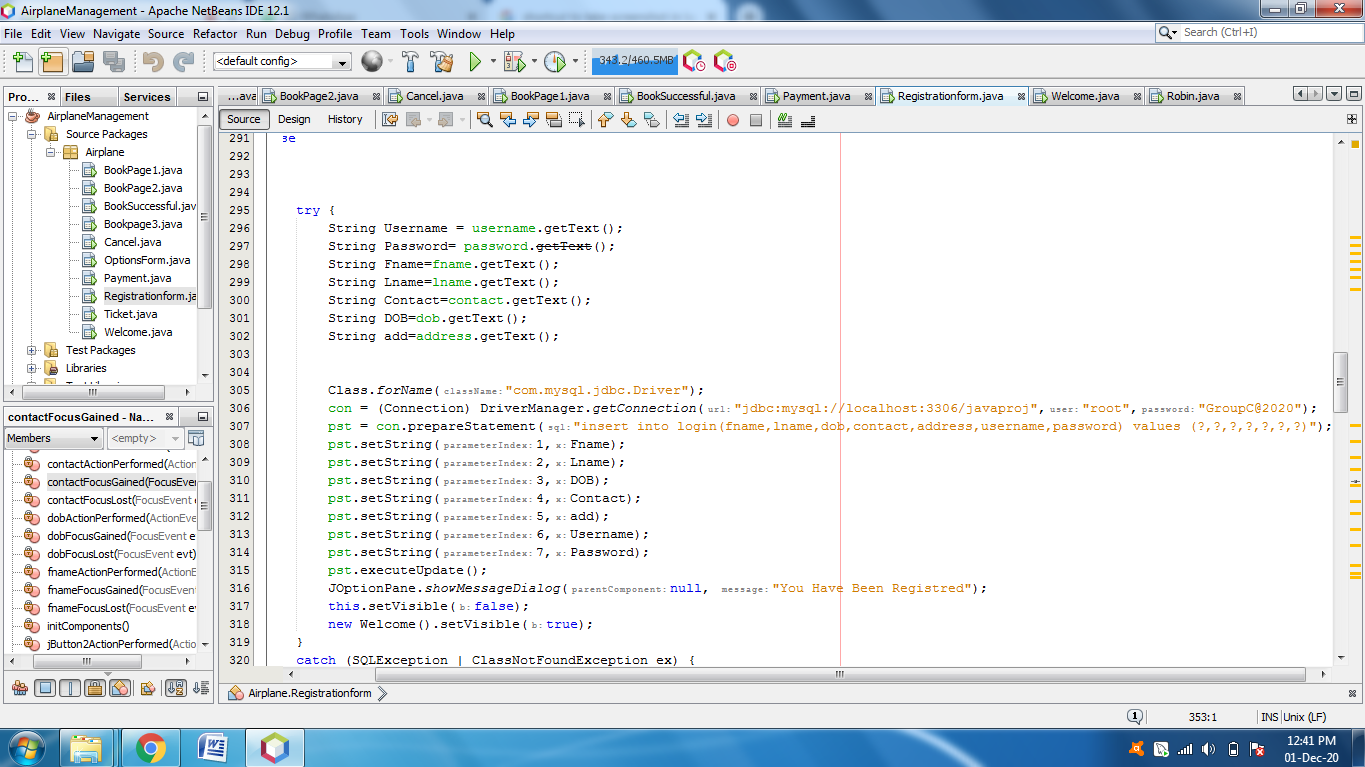 AirplaneManagement - Apache NetBeans IDE 12.1
File Edit View Navigate Source Refactor Run Debug Profile Team Tools Window Help
Search (Ctrl+I)
<default config>
343.2/460.5MB
Pro... Files Services
...ava BookPage2.java Cancel.java BookPage1.java BookSuccessful.java Payment.java Registrationform.java Welcome.java Robin.java
Source Design History
AirplaneManagement
Source Packages
Airplane
BookPage1.java
BookPage2.java
BookSuccessful.jav
Bookpage3.java
Cancel.java
OptionsForm.java
Payment.java
Registrationform.ja
Ticket.java
Welcome.java
Test Packages
Libraries
contactFocusGained - Na...
Members <empty>
contactActionPerformed(Action
contactFocusGained(FocusEven
contactFocusLost(FocusEvent e
dobActionPerformed(ActionEve
dobFocusGained(FocusEvent e
dobFocusLost(FocusEvent evt)
fnameActionPerformed(ActionE
fnameFocusGained(FocusEvent
fnameFocusLost(FocusEvent ev
initComponents()
jButton2ActionPerformed(Actio
291 se
292
293
294
295 try {
296 String Username = username.getText();
297 String Password= password.getText();
298 String Fname=fname.getText();
299 String Lname=lname.getText();
300 String Contact=contact.getText();
301 String DOB=dob.getText();
302 String add=address.getText();
303
304
305 Class.forName(className:"com.mysql.jdbc.Driver");
306 con = (Connection) DriverManager.getConnection(url:"jdbc:mysql://localhost:3306/javaproj",user:"root",password:"GroupC@2020");
307 pst = con.prepareStatement(sql:"insert into login(fname,lname,dob,contact,address,username,password) values (?,?,?,?,?,?,?)");
308 pst.setString(parameterIndex:1,x:Fname);
309 pst.setString(parameterIndex:2,x:Lname);
310 pst.setString(parameterIndex:3,x:DOB);
311 pst.setString(parameterIndex:4,x:Contact);
312 pst.setString(parameterIndex:5,x:add);
313 pst.setString(parameterIndex:6,x:Username);
314 pst.setString(parameterIndex:7,x:Password);
315 pst.executeUpdate();
316 JOptionPane.showMessageDialog(parentComponent:null, message:"You Have Been Registred");
317 this.setVisible(b:false);
318 new Welcome().setVisible(b:true);
319 }
320 catch (SQLException | ClassNotFoundException ex) {
Airplane.Registrationform
1 353:1 INS Unix (LF)
12:41 PM
01-Dec-20